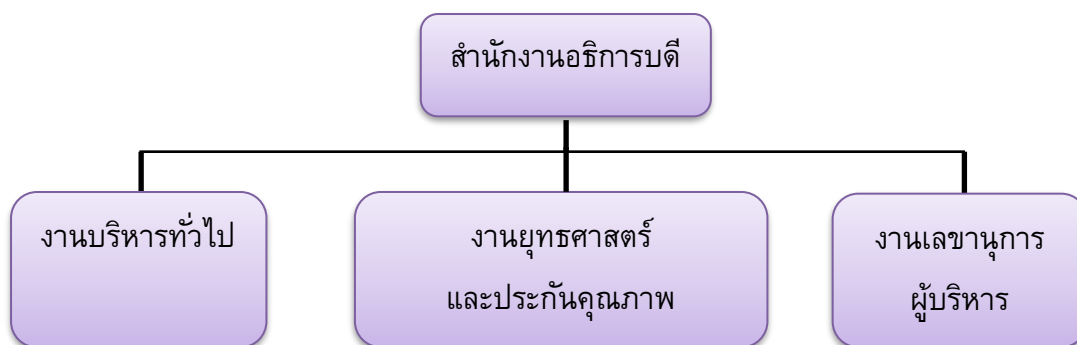 สำนักงานอธิการบดี
งานบริหารทั่วไป
งานยุทธศาสตร์
และประกันคุณภาพ
งานเลขานุการ
ผู้บริหาร